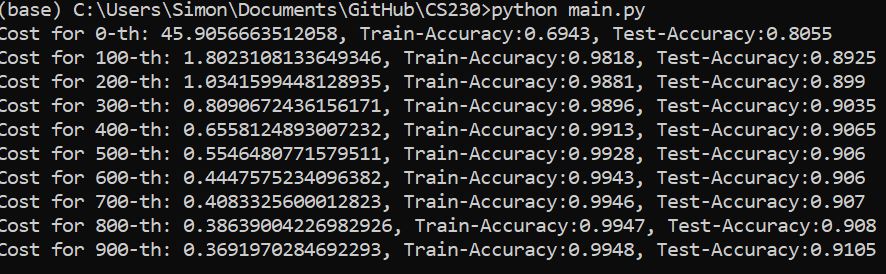 (base) C:\Users\Simon\Documents\GitHub\CS230>python main.py
Cost for 0-th: 45.9056663512058, Train-Accuracy:0.6943, Test-Accuracy:0.8055
Cost for 100-th: 1.8023108133649346, Train-Accuracy:0.9818, Test-Accuracy:0.8925
Cost for 200-th: 1.0341599448128935, Train-Accuracy:0.9881, Test-Accuracy:0.899
Cost for 300-th: 0.8090672436156171, Train-Accuracy:0.9896, Test-Accuracy:0.9035
Cost for 400-th: 0.6558124893007232, Train-Accuracy:0.9913, Test-Accuracy:0.9065
Cost for 500-th: 0.5546480771579511, Train-Accuracy:0.9928, Test-Accuracy:0.906
Cost for 600-th: 0.4447575234096382, Train-Accuracy:0.9943, Test-Accuracy:0.906
Cost for 700-th: 0.4083325600012823, Train-Accuracy:0.9946, Test-Accuracy:0.907
Cost for 800-th: 0.38639004226982926, Train-Accuracy:0.9947, Test-Accuracy:0.908
Cost for 900-th: 0.3691970284692293, Train-Accuracy:0.9948, Test-Accuracy:0.9105